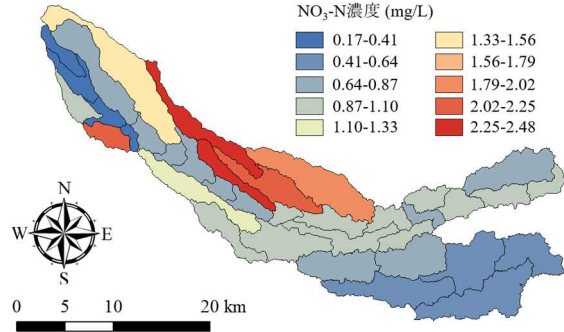 NO₃-N濃度 (mg/L)
0.17-0.41
0.41-0.64
0.64-0.87
0.87-1.10
1.10-1.33
1.33-1.56
1.56-1.79
1.79-2.02
2.02-2.25
2.25-2.48
N
W E
S
0 5 10 20 km